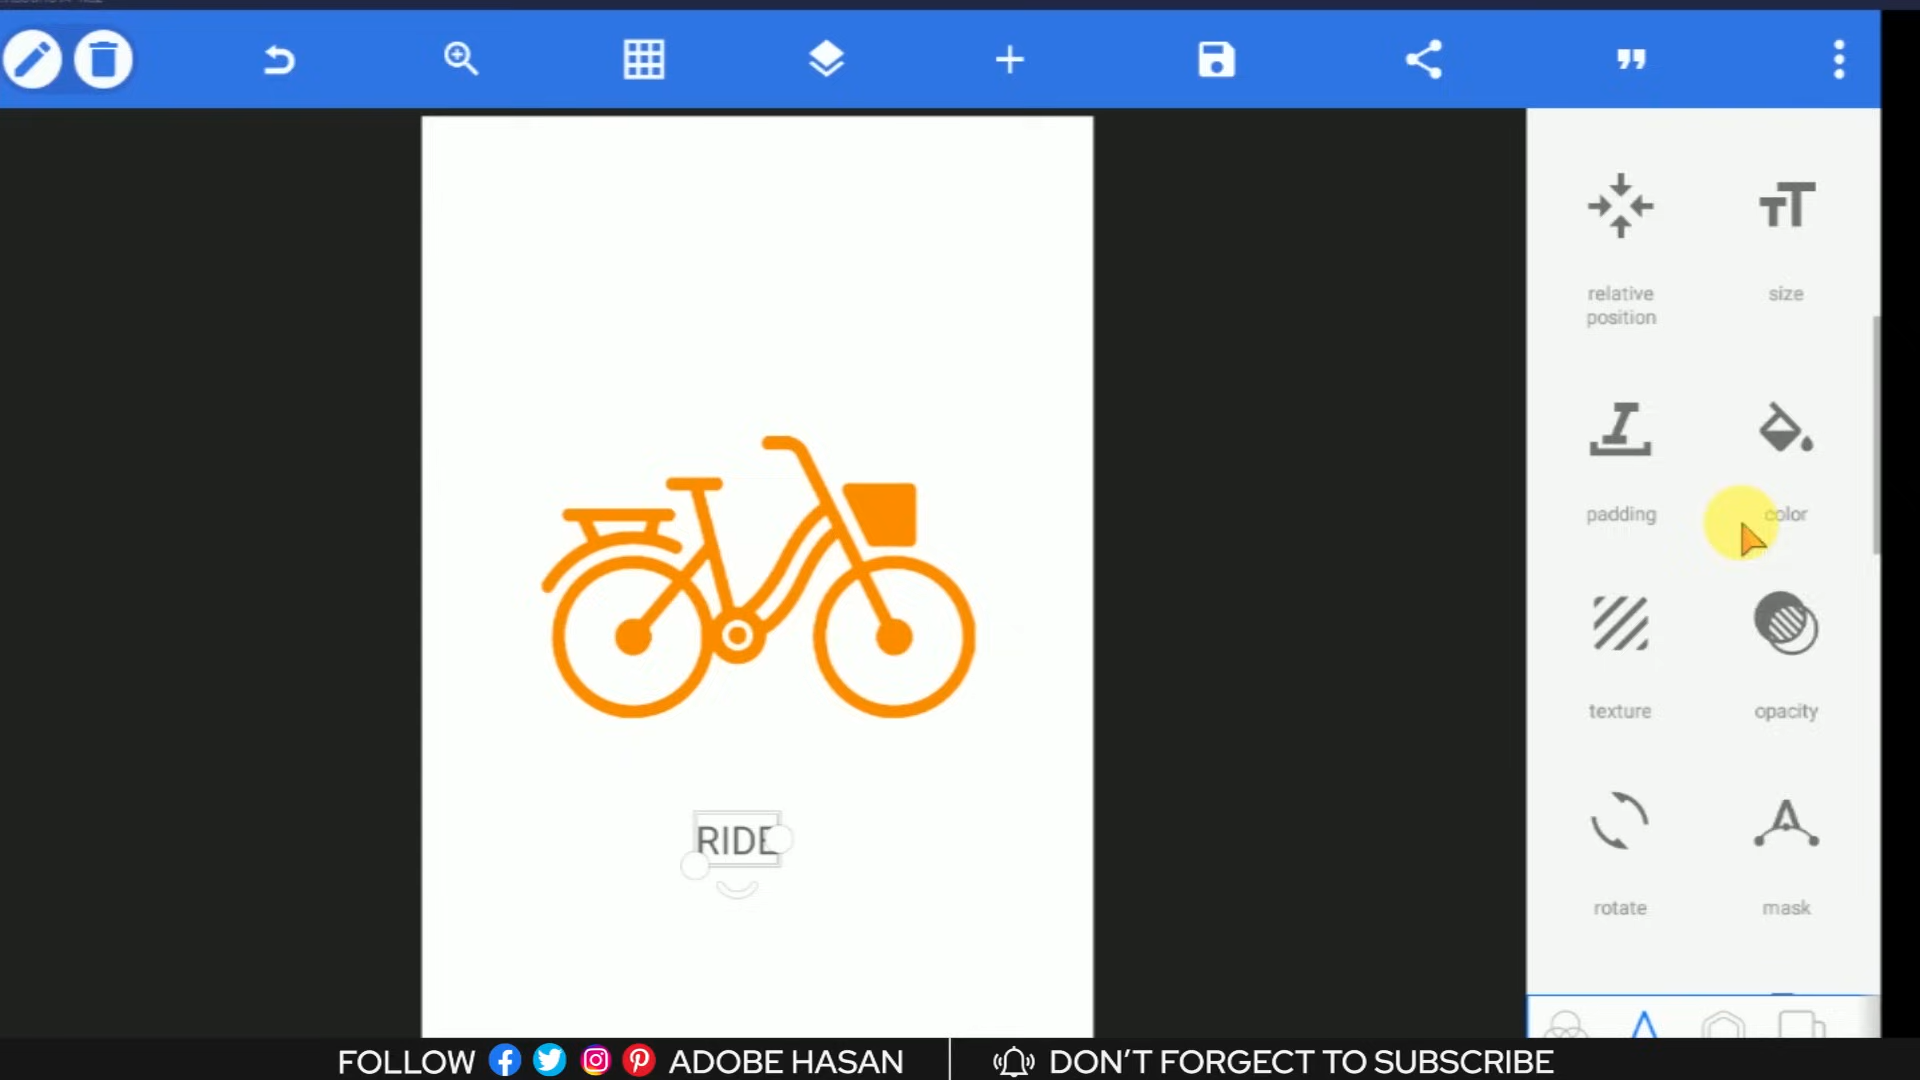 relative
position
size
padding
color
texture
opacity
RIDE
rotate
mask
FOLLOW ADOBE HASAN
DON’T FORGECT TO SUBSCRIBE